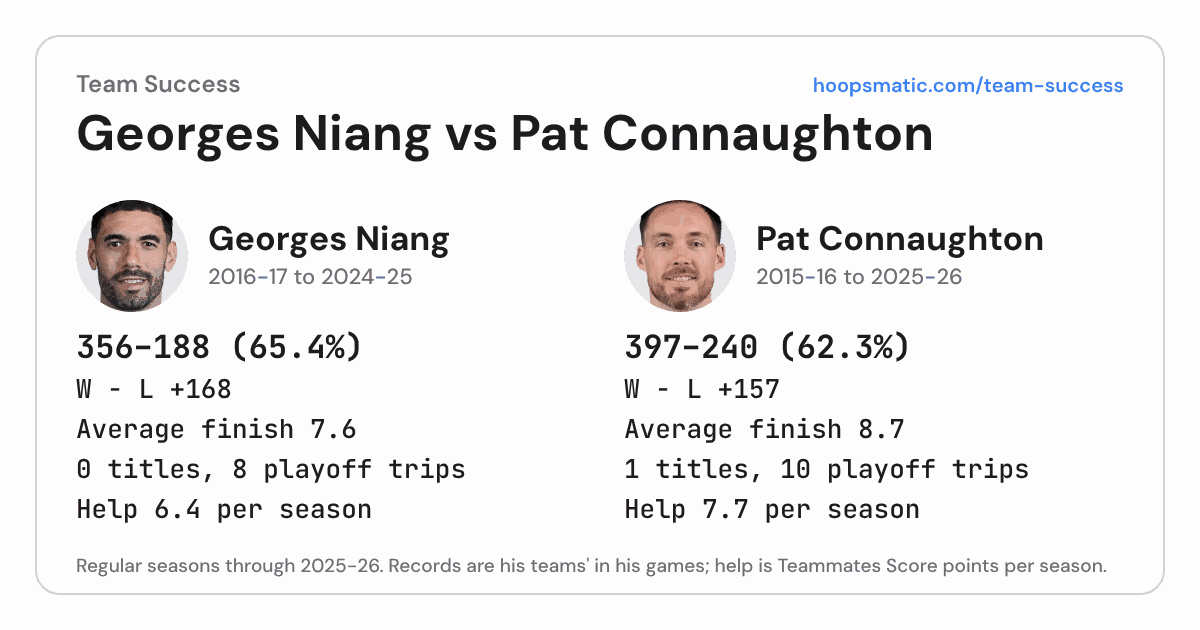 Team Success
hoopsmatic.com/team-success
Georges Niang vs Pat Connaughton
Georges Niang
2016-17 to 2024-25
356-188 (65.4%)
W - L +168
Average finish 7.6
0 titles, 8 playoff trips
Help 6.4 per season
Pat Connaughton
2015-16 to 2025-26
397-240 (62.3%)
W - L +157
Average finish 8.7
1 titles, 10 playoff trips
Help 7.7 per season
Regular seasons through 2025-26. Records are his teams' in his games; help is Teammates Score points per season.